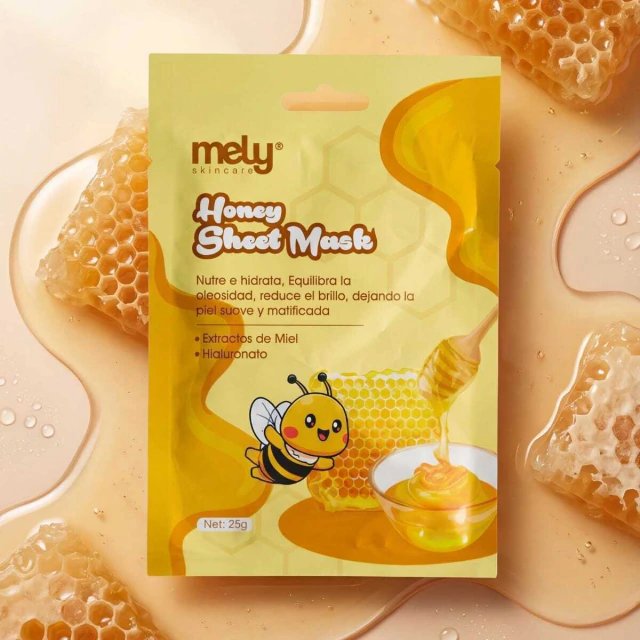 mely®
skincare
Honey
Sheet Mask
Nutre e hidrata, Equilibra la
oleosidad, reduce el brillo, dejando la
piel suave y matificada
• Extractos de Miel
• Hialuronato
Net: 25g